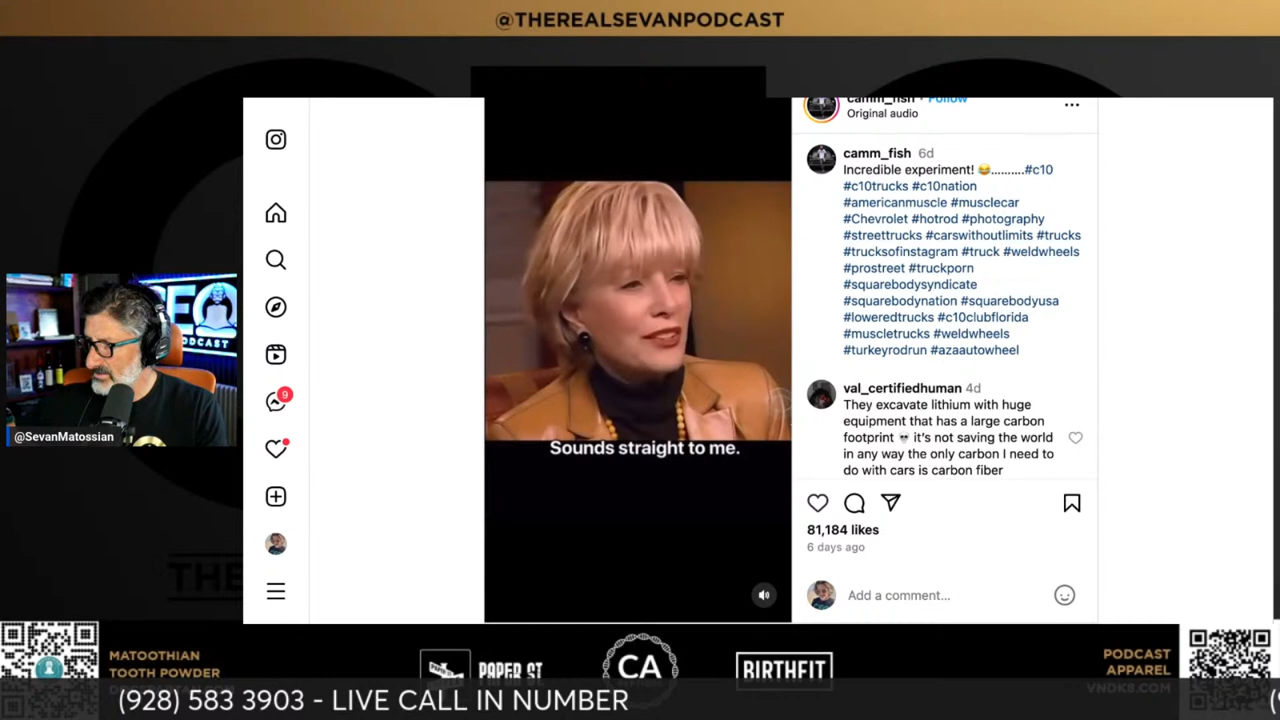 @THEREALSEVANPODCAST
camm_fish · Follow
Original audio
camm_fish 6d
Incredible experiment! 😂..........#c10
#c10trucks #c10nation
#americanmuscle #musclecar
#Chevrolet #hotrod #photography
#streettrucks #carswithoutlimits #trucks
#trucksofinstagram #truck #weldwheels
#prostreet #truckporn
#squarebodysyndicate
#squarebodynation #squarebodyusa
#loweredtrucks #c10clubflorida
#muscletrucks #weldwheels
#turkeyrodrun #azaautowheel
val_certifiedhuman 4d
They excavate lithium with huge
equipment that has a large carbon
footprint 💀 it's not saving the world
in any way the only carbon I need to
do with cars is carbon fiber
81,184 likes
6 days ago
Add a comment...
9
Sounds straight to me.
PODCAST
@SevanMatossian
THE
MATOOTHIAN
TOOTH POWDER
PAPER ST
CA
BIRTHFIT
PODCAST
APPAREL
VNDK8.COM
(928) 583 3903 - LIVE CALL IN NUMBER